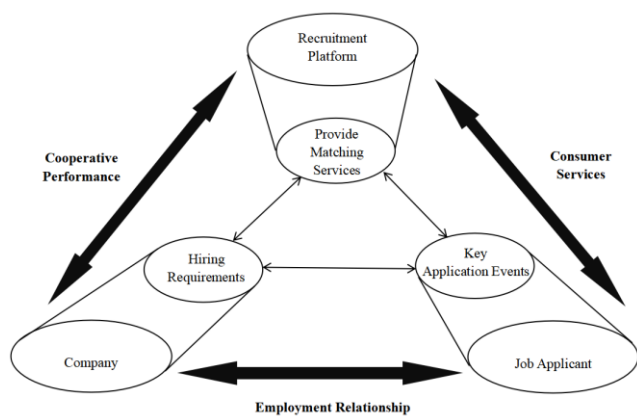 Recruitment
Platform
Provide
Matching
Services
Cooperative
Performance
Consumer
Services
Hiring
Requirements
Key
Application Events
Company
Job Applicant
Employment Relationship